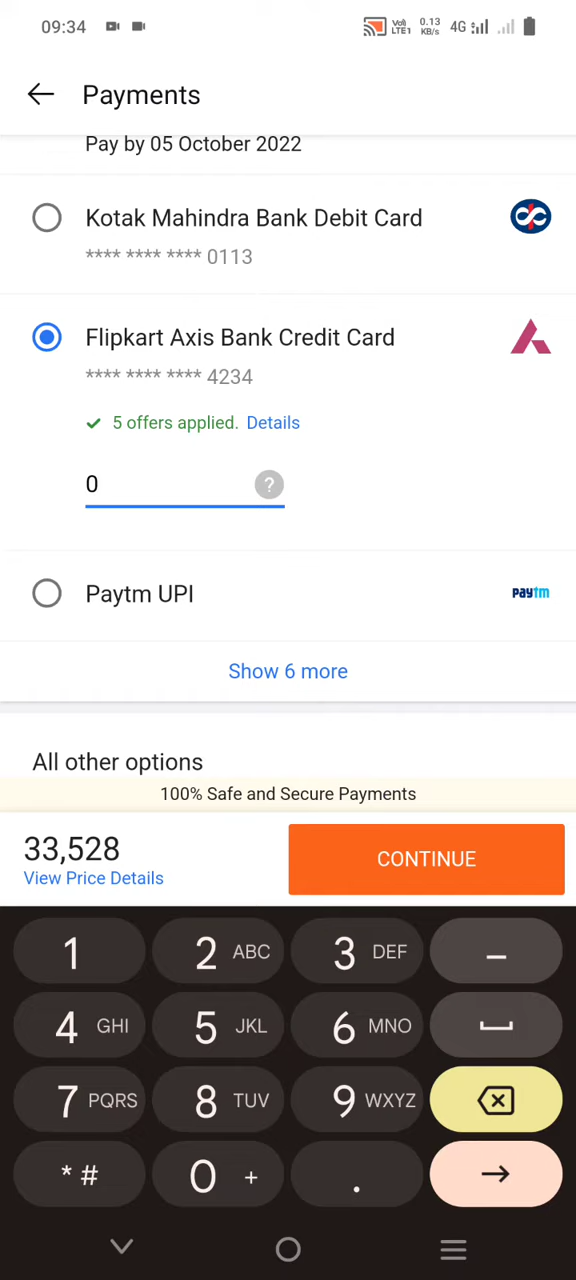 09:34 Vo)) LTE1 0.13 KB/s 4G
Payments
Pay by 05 October 2022
Kotak Mahindra Bank Debit Card
**** **** **** 0113
Flipkart Axis Bank Credit Card
**** **** **** 4234
5 offers applied. Details
0 ?
Paytm UPI paytm
Show 6 more
All other options
100% Safe and Secure Payments
33,528
View Price Details
CONTINUE
1 2 ABC 3 DEF –
4 GHI 5 JKL 6 MNO
7 PQRS 8 TUV 9 WXYZ
* # 0 + .